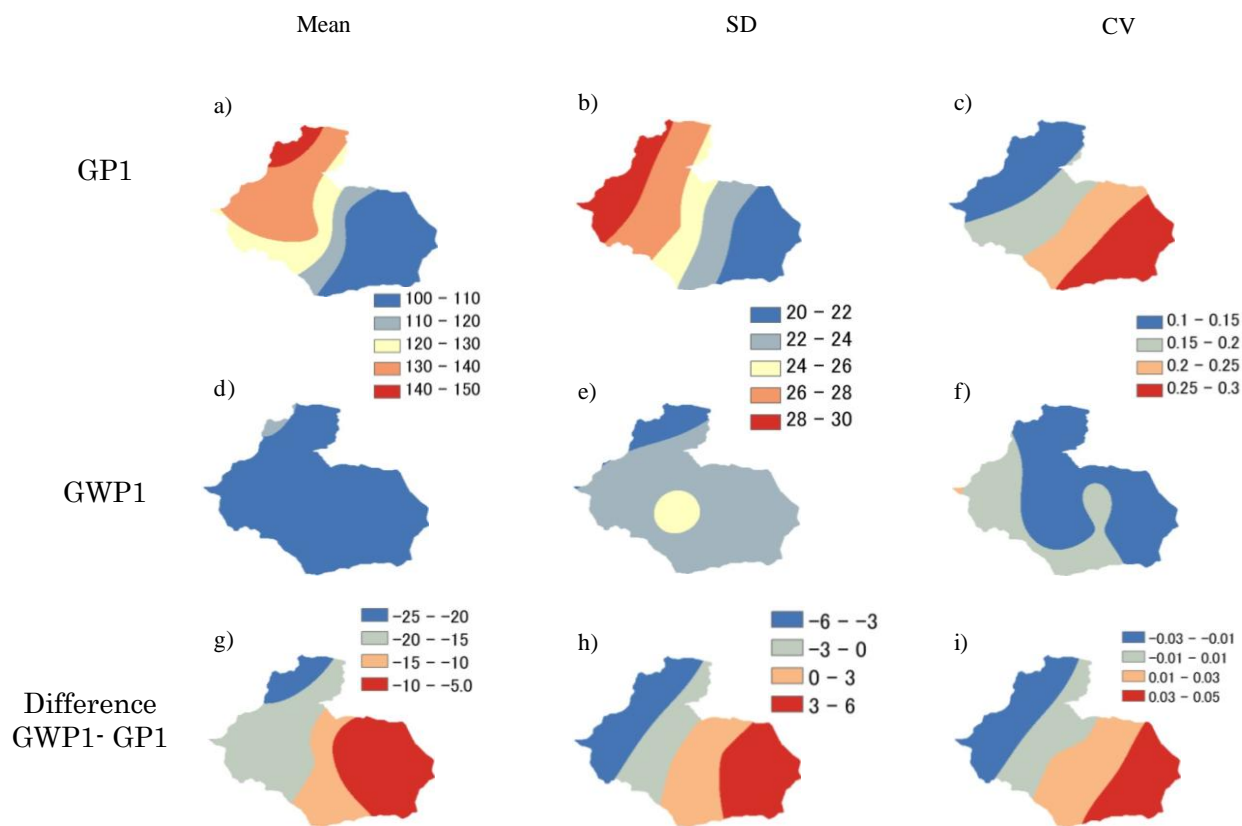 Mean SD CV
a) b) c)
GP1
100 - 110
110 - 120
120 - 130
130 - 140
140 - 150
20 - 22
22 - 24
24 - 26
26 - 28
28 - 30
0.1 - 0.15
0.15 - 0.2
0.2 - 0.25
0.25 - 0.3
d) e) f)
GWP1
-25 - -20
-20 - -15
-15 - -10
-10 - -5.0
-6 - -3
-3 - 0
0 - 3
3 - 6
-0.03 - -0.01
-0.01 - 0.01
0.01 - 0.03
0.03 - 0.05
g) h) i)
Difference
GWP1- GP1